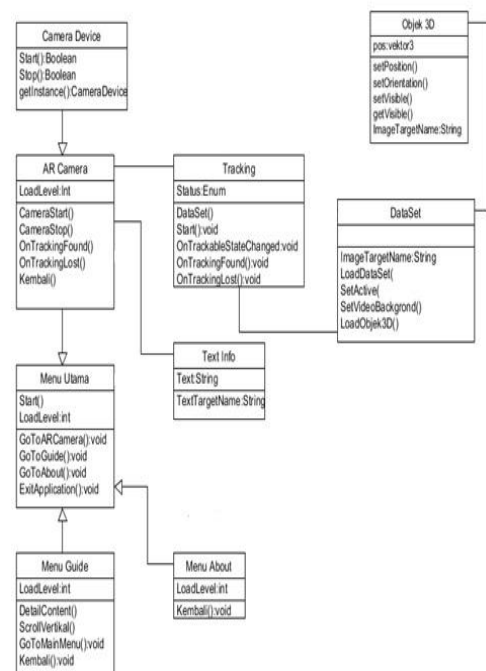 Camera Device
Start():Boolean
Stop():Boolean
getInstance():CameraDevice
Objek 3D
pos:vektor3
setPosition()
setOrientation()
setVisible()
getVisible()
ImageTargetName:String
AR Camera
LoadLevel:Int
CameraStart()
CameraStop()
OnTrackingFound()
OnTrackingLost()
Kembali()
Tracking
Status:Enum
DataSet()
Start():void
OnTrackableStateChanged:void
OnTrackingFound():void
OnTrackingLost():void
DataSet
ImageTargetName:String
LoadDataSet(
SetActive(
SetVideoBackgrond()
LoadObjek3D()
Text Info
Text:String
TextTargetName:String
Menu Utama
Start()
LoadLevel:int
GoToARCamera():void
GoToGuide():void
GoToAbout():void
ExitApplication():void
Menu Guide
LoadLevel:int
DetailContent()
ScrollVertikal()
GoToMainMenu():void
Kembali():void
Menu About
LoadLevel:int
Kembali():void